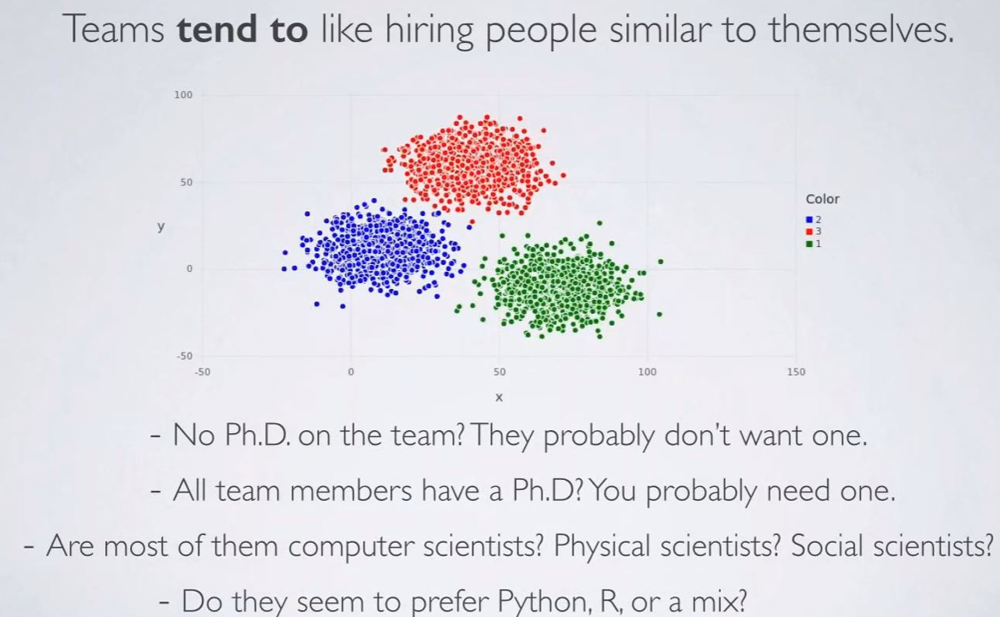 Teams tend to like hiring people similar to themselves.
100
50
y
0
-50
-50 0 50 100 150
x
Color
2
3
1
- No Ph.D. on the team? They probably don't want one.
- All team members have a Ph.D? You probably need one.
- Are most of them computer scientists? Physical scientists? Social scientists?
- Do they seem to prefer Python, R, or a mix?